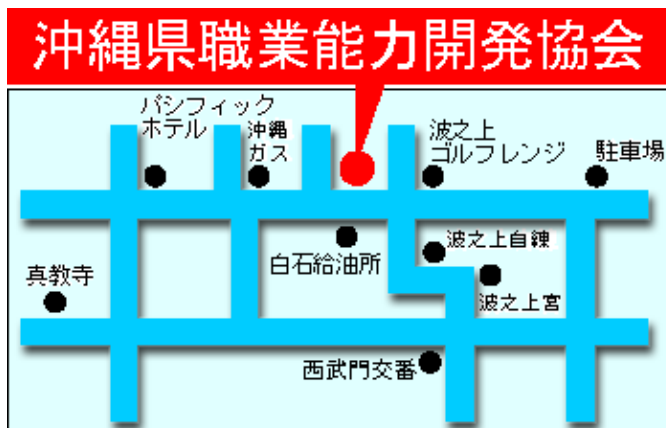 沖縄県職業能力開発協会
パシフィック
ホテル
沖縄
ガス
波之上
ゴルフレンジ
駐車場
白石給油所
波之上自練
真教寺
波之上宮
西武門交番